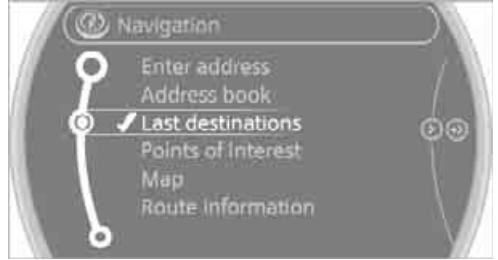 Navigation
Enter address
Address book
Last destinations
Points of Interest
Map
Route information